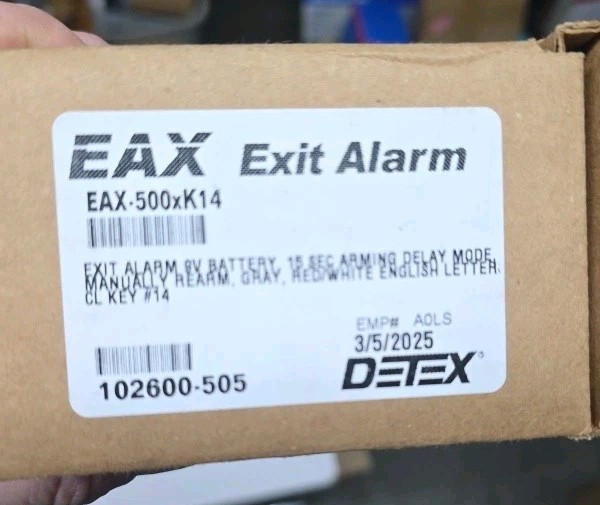 EAX Exit Alarm
EAX-500xK14
EXIT ALARM 9V BATTERY, 15 SEC ARMING DELAY MODE,
MANUALLY REARM, GRAY, RED/WHITE ENGLISH LETTER.
CL KEY #14
EMP# AOLS
3/5/2025
102600-505
DETEX